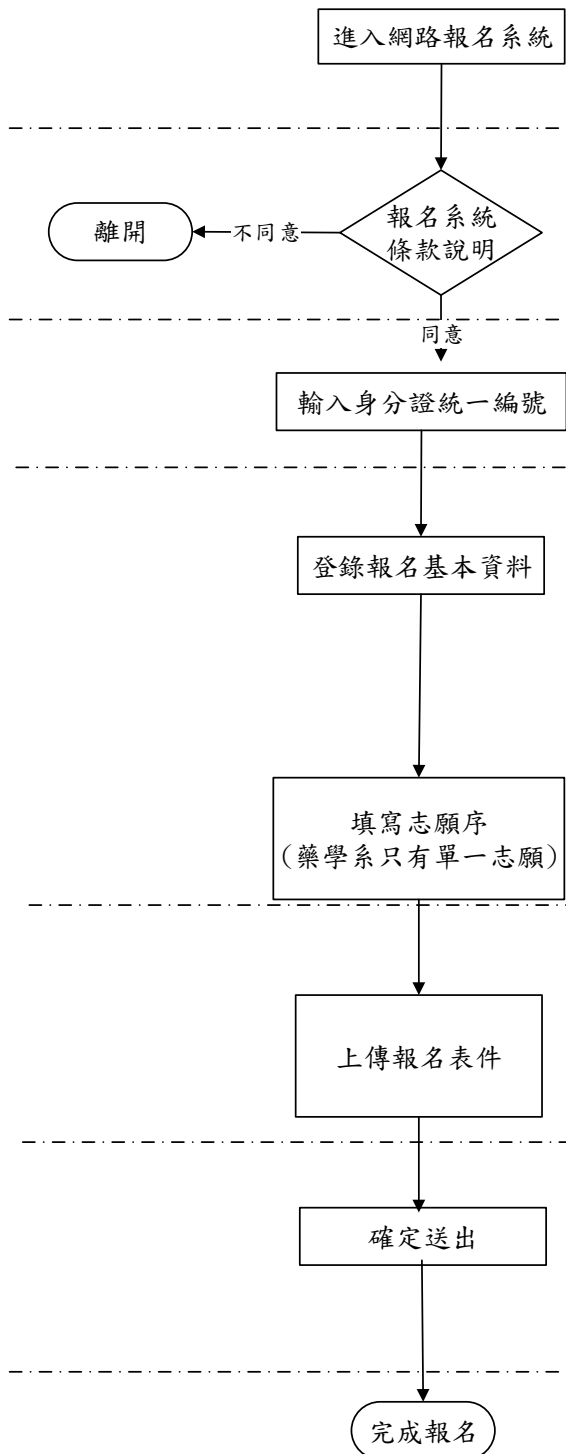 進入網路報名系統
報名系統
條款說明
不同意
離開
同意
輸入身分證統一編號
登錄報名基本資料
填寫志願序
（藥學系只有單一志願）
上傳報名表件
確定送出
完成報名